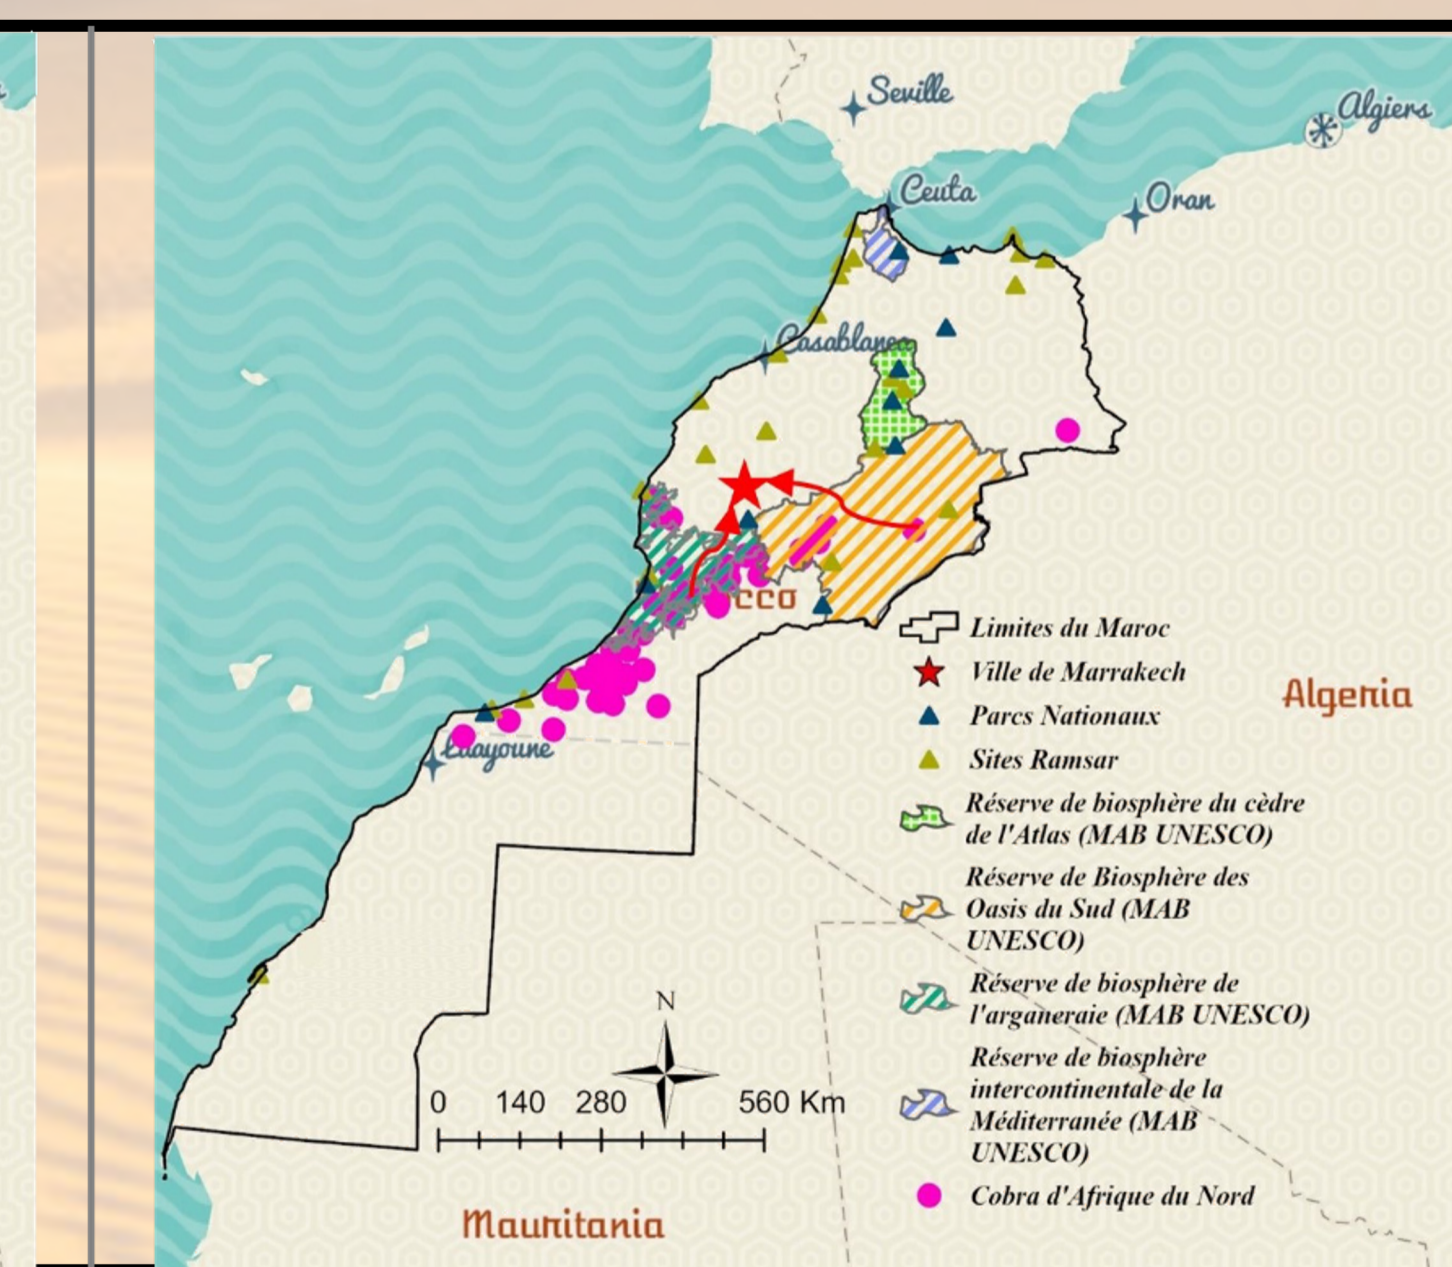 Seville
Algiers
Ceuta
Oran
Casablanca
cco
Limites du Maroc
Ville de Marrakech
Algeria
Parcs Nationaux
Laayoune
Sites Ramsar
Réserve de biosphère du cèdre
de l'Atlas (MAB UNESCO)
Réserve de Biosphère des
Oasis du Sud (MAB
UNESCO)
Réserve de biosphère de
l'arganeraie (MAB UNESCO)
N
Réserve de biosphère
intercontinentale de la
Méditerranée (MAB
UNESCO)
0 140 280 560 Km
Cobra d'Afrique du Nord
Mauritania